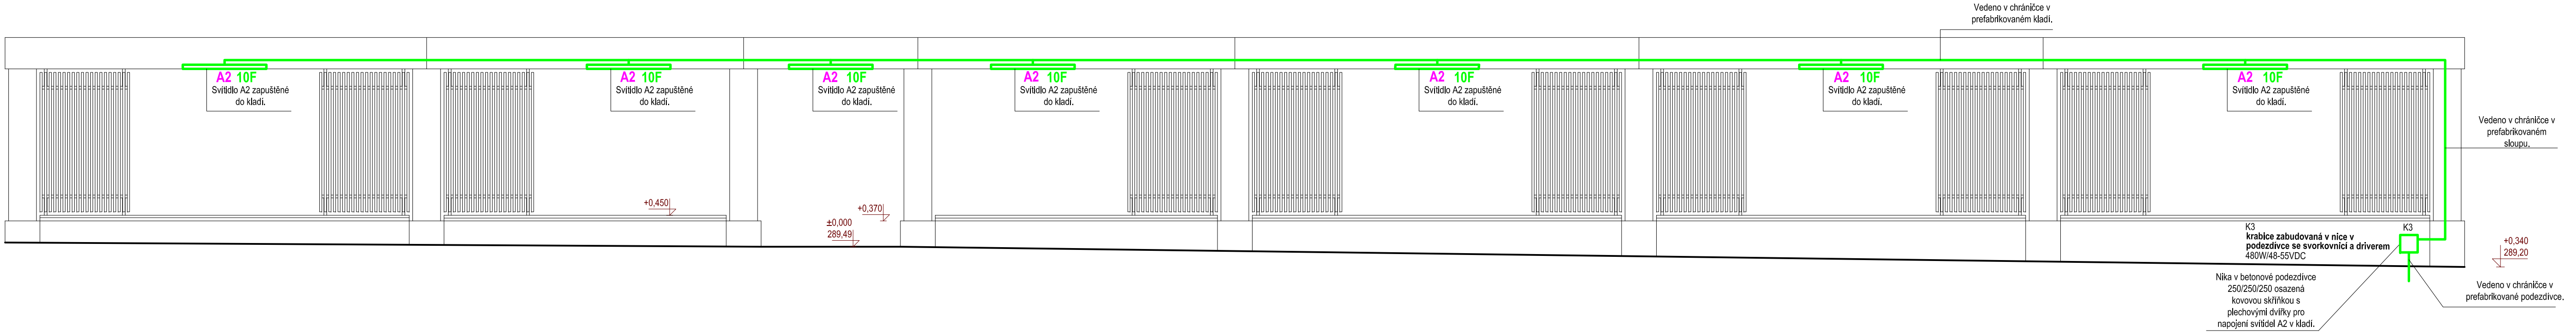 Vedeno v chráničce v
prefabrikovaném kladí.
A2 10F
Svítidlo A2 zapuštěné
do kladí.
A2 10F
Svítidlo A2 zapuštěné
do kladí.
A2 10F
Svítidlo A2 zapuštěné
do kladí.
A2 10F
Svítidlo A2 zapuštěné
do kladí.
A2 10F
Svítidlo A2 zapuštěné
do kladí.
A2 10F
Svítidlo A2 zapuštěné
do kladí.
A2 10F
Svítidlo A2 zapuštěné
do kladí.
Vedeno v chráničce v
prefabrikovaném
sloupu.
+0,450
+0,370
±0,000
289,49
K3
krabice zabudovaná v nice v
podezdívce se svorkovnicí a driverem
480W/48-55VDC
K3
+0,340
289,20
Nika v betonové podezdívce
250/250/250 osazená
kovovou skříňkou s
plechovými dvířky pro
napojení svítidel A2 v kladí.
Vedeno v chráničce v
prefabrikované podezdívce.